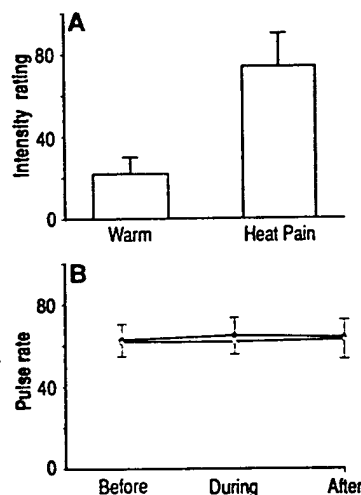 A
Intensity rating
80
40
0
Warm Heat Pain
B
Pulse rate
80
40
0
Before During After